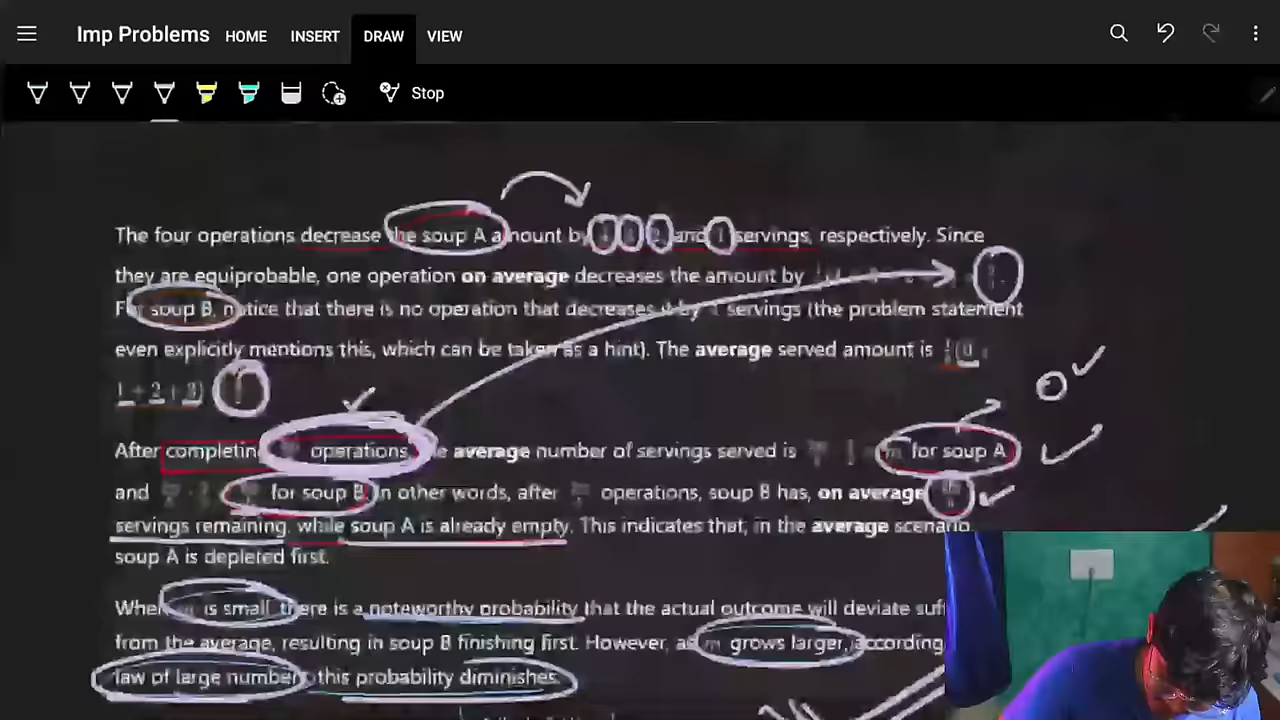 Imp Problems HOME INSERT DRAW VIEW
Stop
The four operations decrease the soup A amount by and 1 servings, respectively. Since
they are equiprobable, one operation on average decreases the amount by
For soup B, notice that there is no operation that decreases it by servings (the problem statement
even explicitly mentions this, which can be taken as a hint). The average served amount is (0 +
1 + 2 + 3)
After completing operations, the average number of servings served is for soup A
and for soup B. In other words, after operations, soup B has, on average
servings remaining, while soup A is already empty. This indicates that, in the average scenario,
soup A is depleted first.
When is small there is a noteworthy probability that the actual outcome will deviate suf
from the average, resulting in soup B finishing first. However, as m grows larger, according
law of large numbers this probability diminishes.